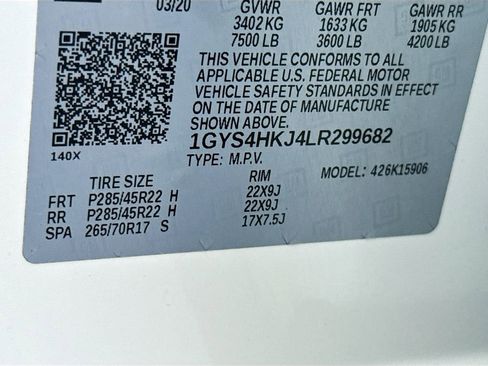 03/20 GVWR GAWR FRT GAWR RR
3402 KG 1633 KG 1905 KG
7500 LB 3600 LB 4200 LB
THIS VEHICLE CONFORMS TO ALL
APPLICABLE U.S. FEDERAL MOTOR
VEHICLE SAFETY STANDARDS IN EFFECT
ON THE DATE OF MANUFACTURE
SHOWN ABOVE.
140X 1GYS4HKJ4LR299682
TYPE: M.P.V. MODEL: 426K15906
TIRE SIZE RIM
FRT P285/45R22 H 22X9J
RR P285/45R22 H 22X9J
SPA 265/70R17 S 17X7.5J